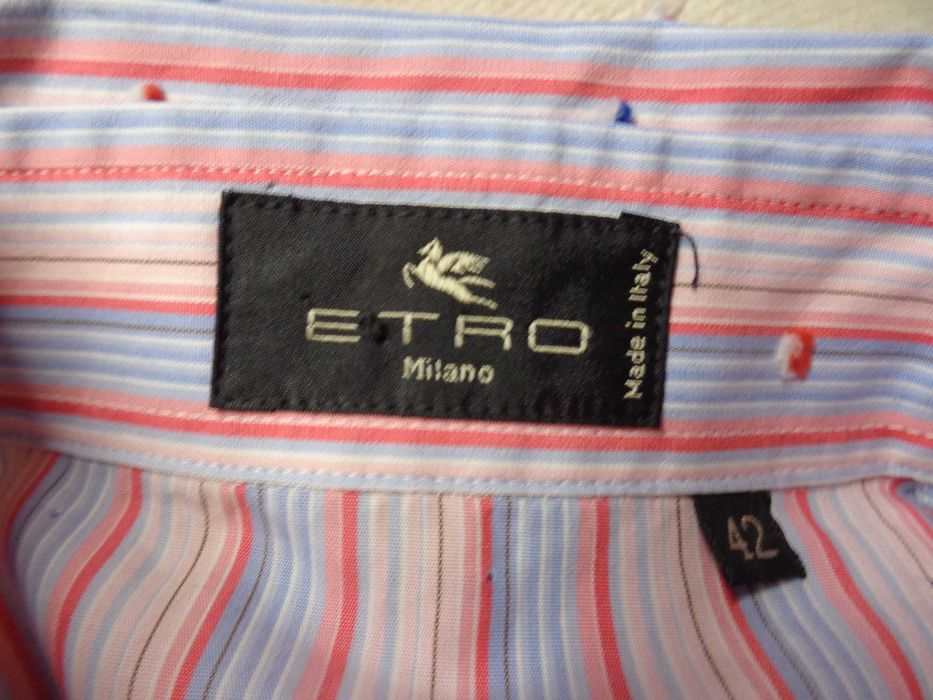 ETRO
Milano
Made in Italy
42